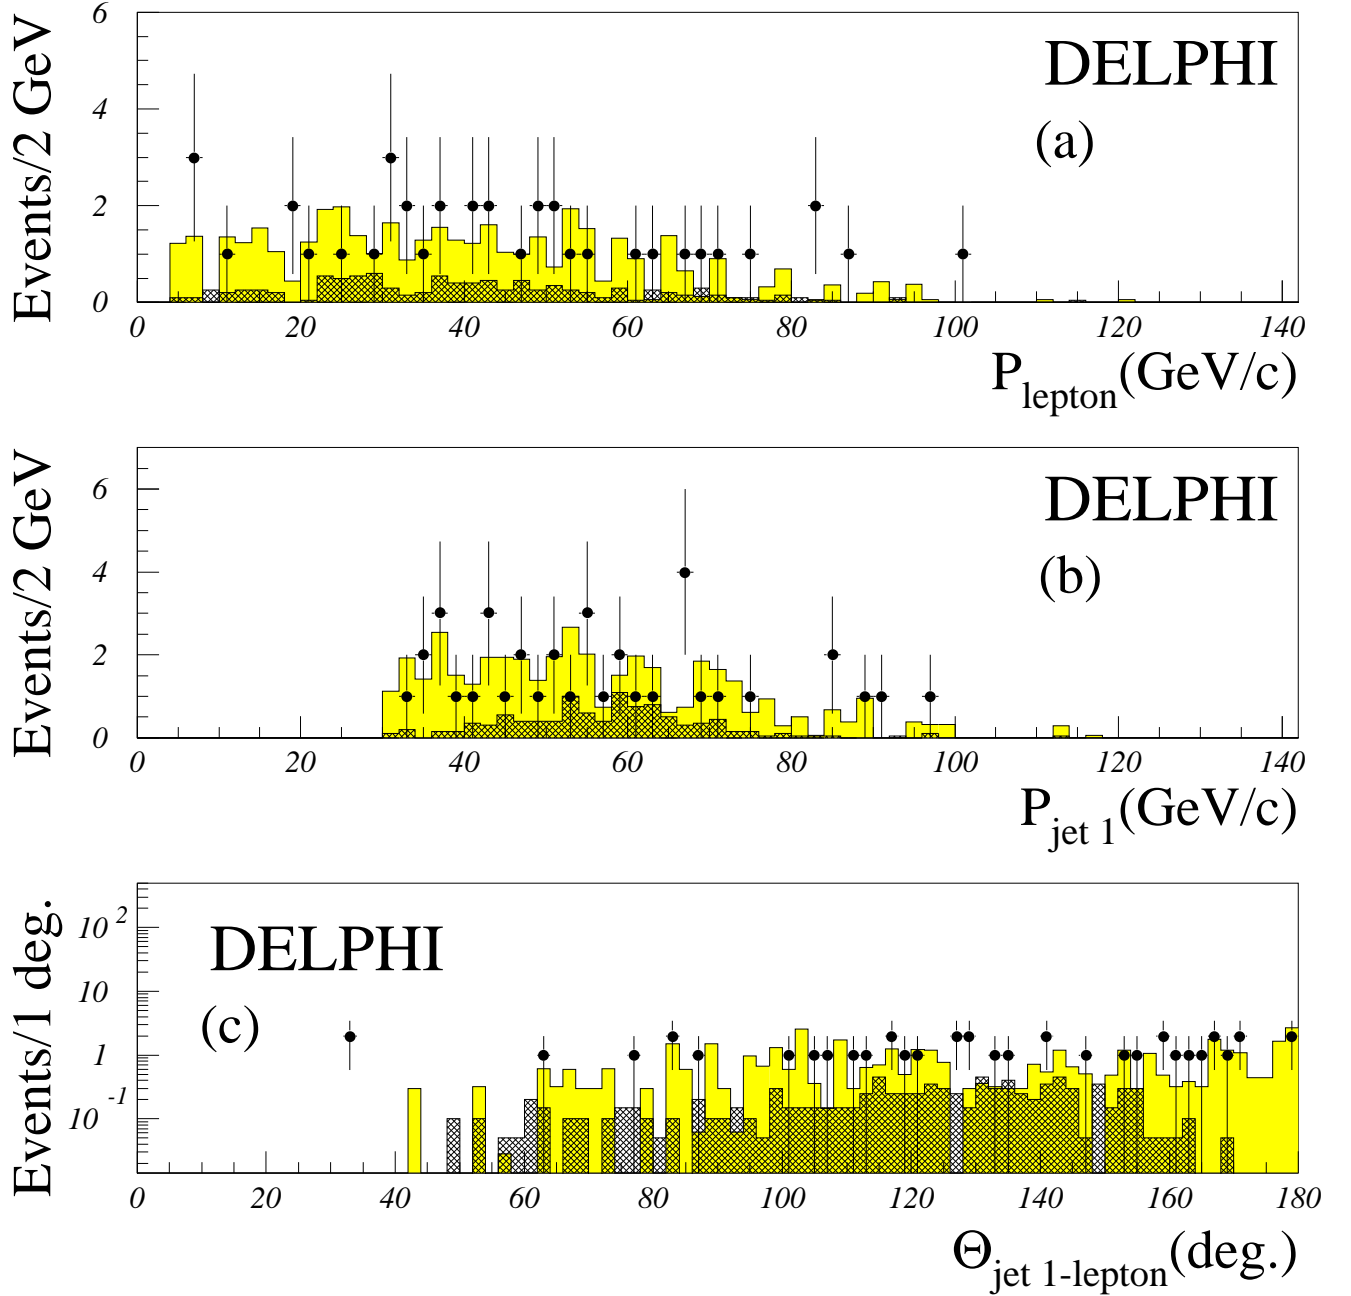 Events/2 GeV
6
4
2
0
DELPHI
(a)
0 20 40 60 80 100 120 140
P_lepton(GeV/c)
Events/2 GeV
6
4
2
0
DELPHI
(b)
0 20 40 60 80 100 120 140
P_jet 1(GeV/c)
Events/1 deg.
10^2
10
1
10^-1
DELPHI
(c)
0 20 40 60 80 100 120 140 160 180
Θ_jet 1-lepton(deg.)